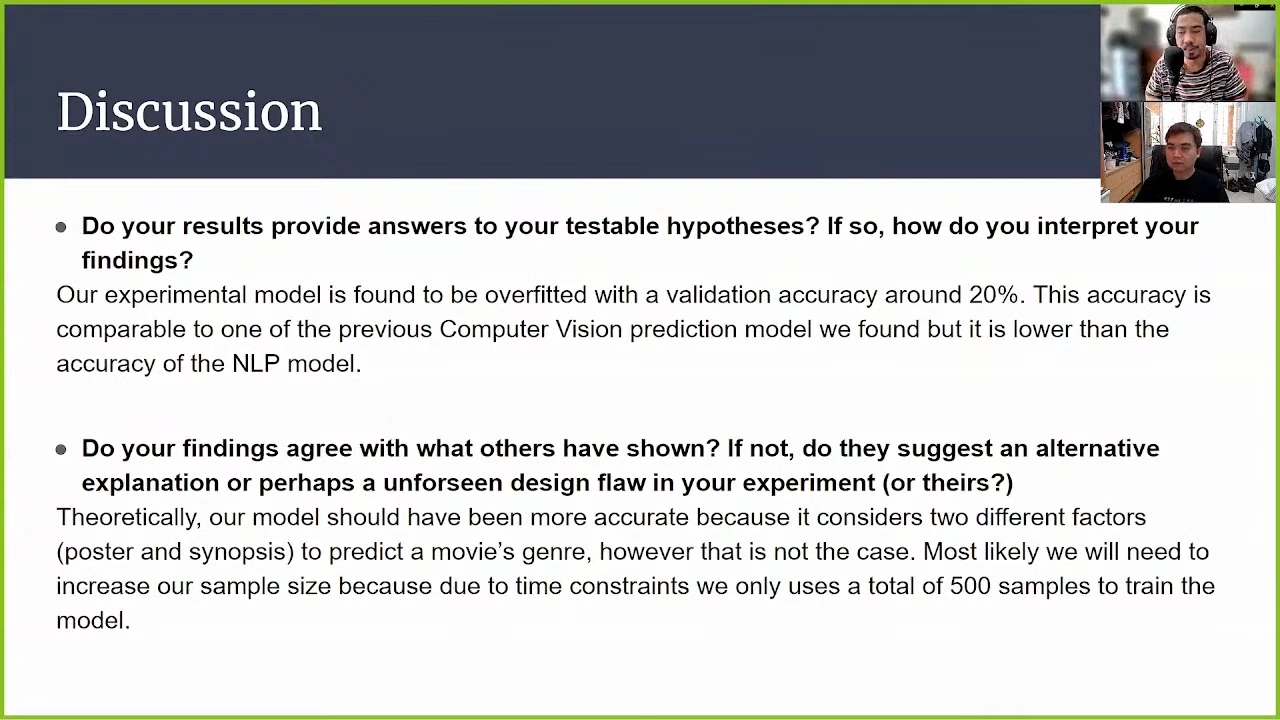 Discussion
Do your results provide answers to your testable hypotheses? If so, how do you interpret your
findings?
Our experimental model is found to be overfitted with a validation accuracy around 20%. This accuracy is
comparable to one of the previous Computer Vision prediction model we found but it is lower than the
accuracy of the NLP model.
Do your findings agree with what others have shown? If not, do they suggest an alternative
explanation or perhaps a unforseen design flaw in your experiment (or theirs?)
Theoretically, our model should have been more accurate because it considers two different factors
(poster and synopsis) to predict a movie’s genre, however that is not the case. Most likely we will need to
increase our sample size because due to time constraints we only uses a total of 500 samples to train the
model.